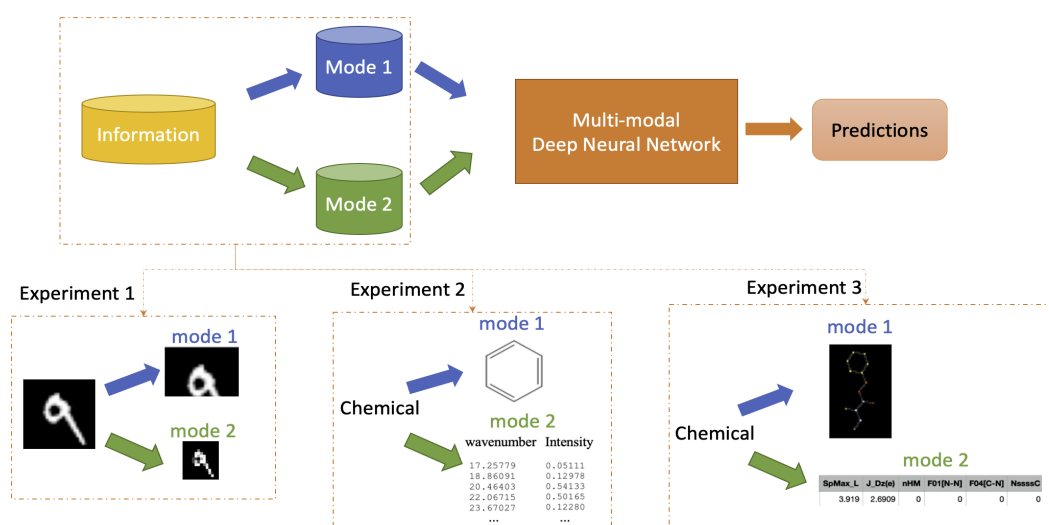 Information
Mode 1
Mode 2
Multi-modal
Deep Neural Network
Predictions
Experiment 1
mode 1
mode 2
Experiment 2
mode 1
Chemical
mode 2
wavenumber Intensity
17.25779 0.05111
18.86091 0.12978
20.46403 0.54133
22.06715 0.50165
23.67027 0.12280
... ...
Experiment 3
mode 1
Chemical
mode 2
SpMax_L J_Dz(e) nHM F01[N-N] F04[C-N] NssssC
3.919 2.6909 0 0 0 0